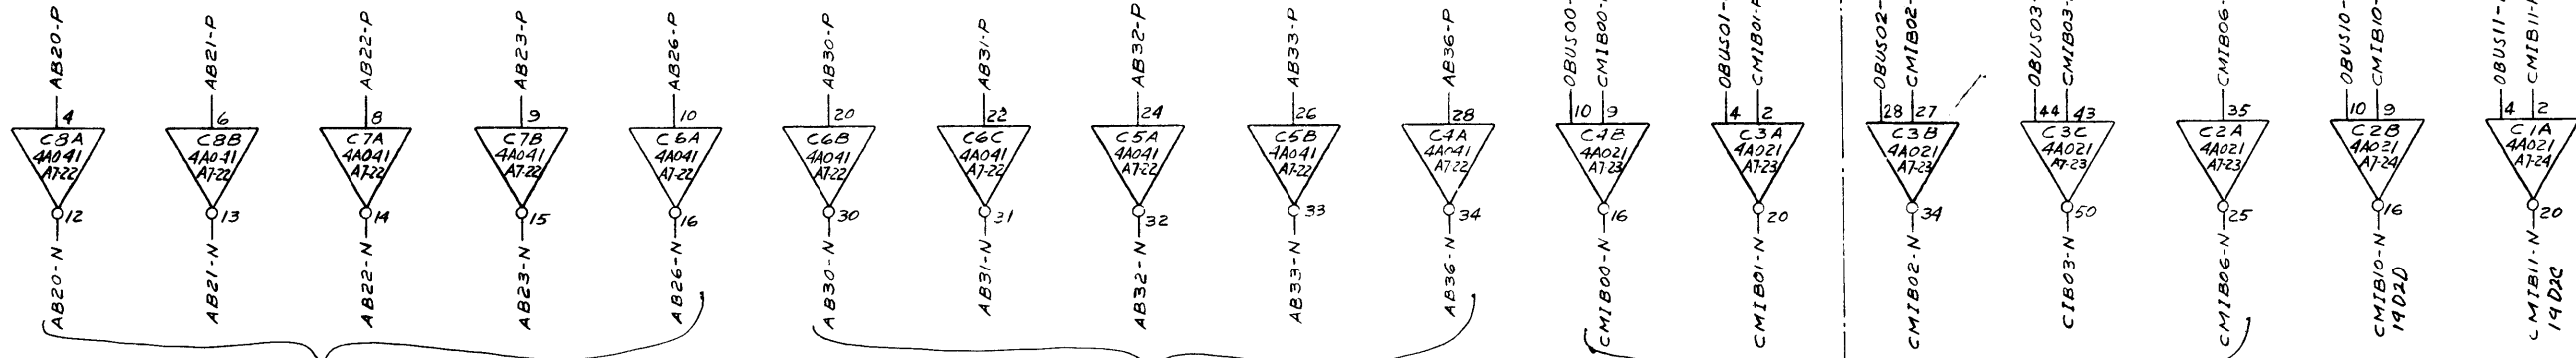 AB20-P
4
C8A
4A041
A7-22
12
AB20-N
AB21-P
6
C8B
4A041
A7-22
13
AB21-N
AB22-P
8
C7A
4A041
A7-22
14
AB22-N
AB23-P
9
C7B
4A041
A7-22
15
AB23-N
AB26-P
10
C6A
4A041
A7-22
16
AB26-N
AB30-P
20
C6B
4A041
A7-22
30
AB30-N
AB31-P
22
C6C
4A041
A7-22
31
AB31-N
AB32-P
24
C5A
4A041
A7-22
32
AB32-N
AB33-P
26
C5B
4A041
A7-22
33
AB33-N
AB36-P
28
C4A
4A041
A7-22
34
AB36-N
OBUS00-
CMIB00-
10 9
C4B
4A021
A7-23
16
CMIB00-N
OBUS01-
CMIB01-P
4 2
C3A
4A021
A7-23
20
CMIB01-N
OBUS02-
CMIB02-
28 27
C3B
4A021
A7-23
34
CMIB02-N
OBUS03-
CMIB03-
44 43
C3C
4A021
A7-23
50
CIB03-N
CMIB06-
35
C2A
4A021
A7-23
25
CMIB06-N
OBUS10-
CMIB10-
10 9
C2B
4A021
A7-24
16
CMIB10-N
19D2D
OBUS11-
CMIB11-
4 2
C1A
4A021
A7-24
20
CMIB11-N
19D2C